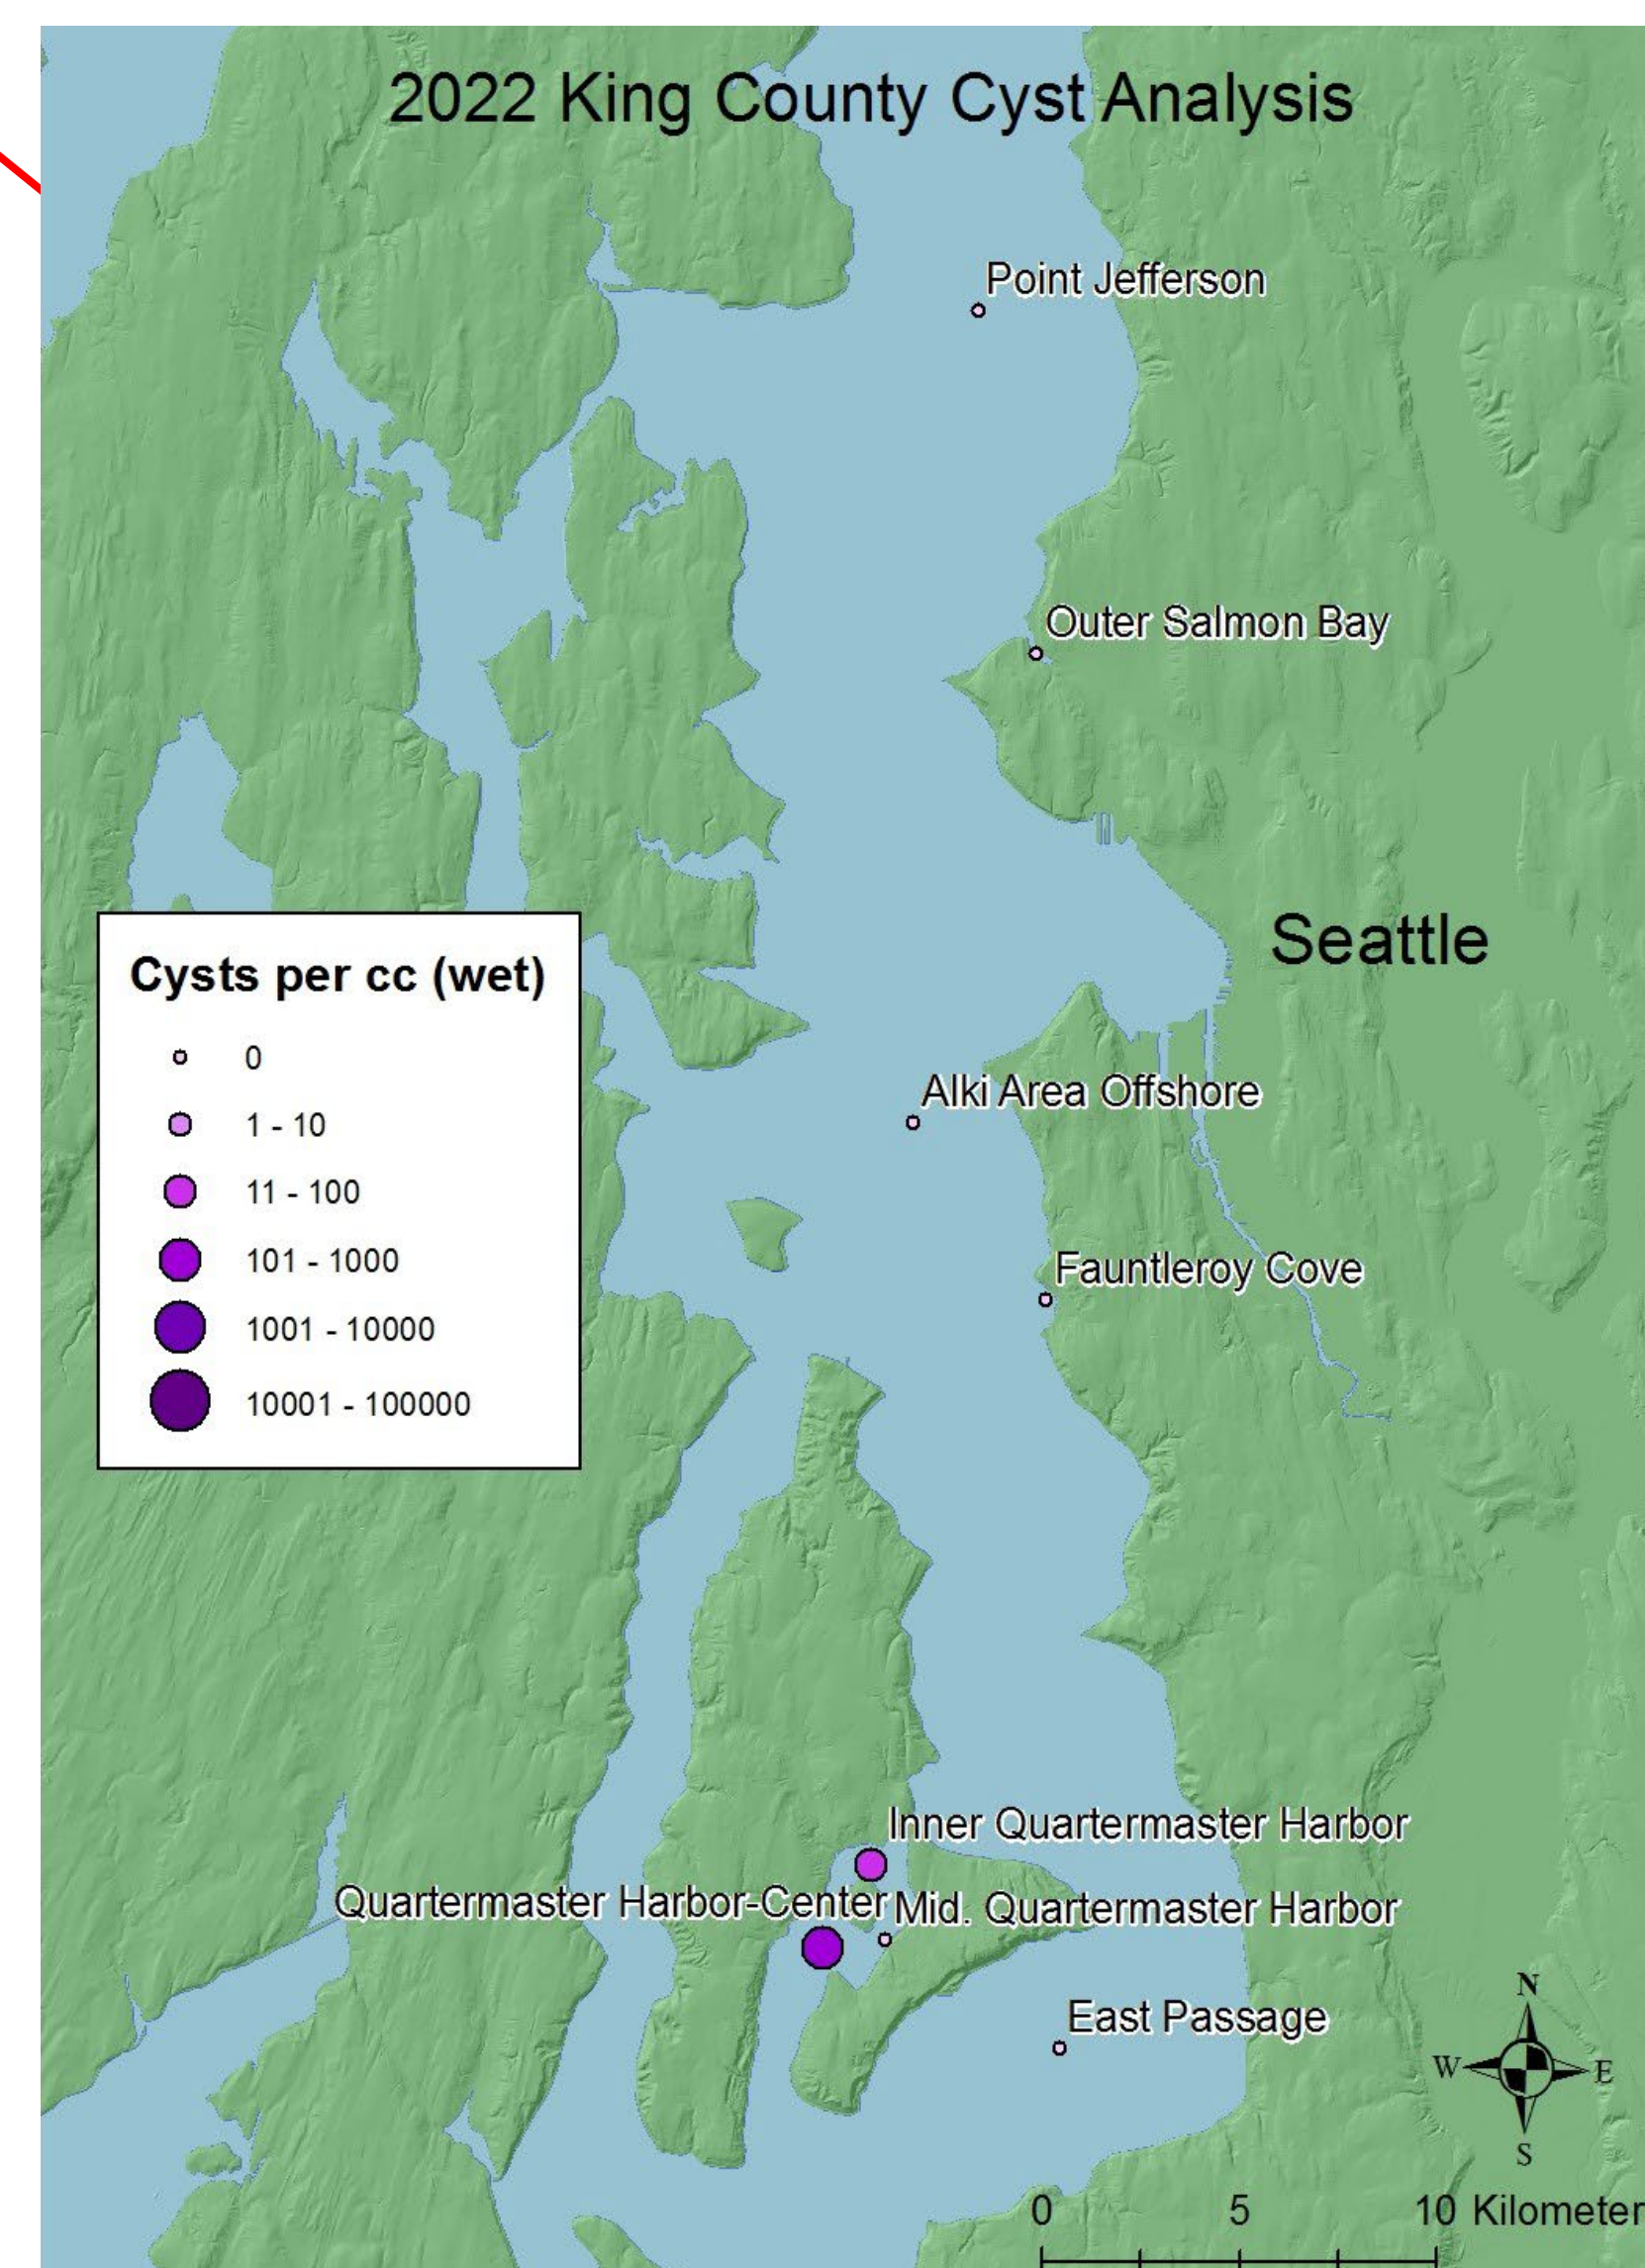 2022 King County Cyst Analysis
Point Jefferson
Outer Salmon Bay
Seattle
Cysts per cc (wet)
0
1 - 10
11 - 100
101 - 1000
1001 - 10000
10001 - 100000
Alki Area Offshore
Fauntleroy Cove
Inner Quartermaster Harbor
Quartermaster Harbor-Center
Mid. Quartermaster Harbor
East Passage
N
W E
S
0 5 10 Kilometer